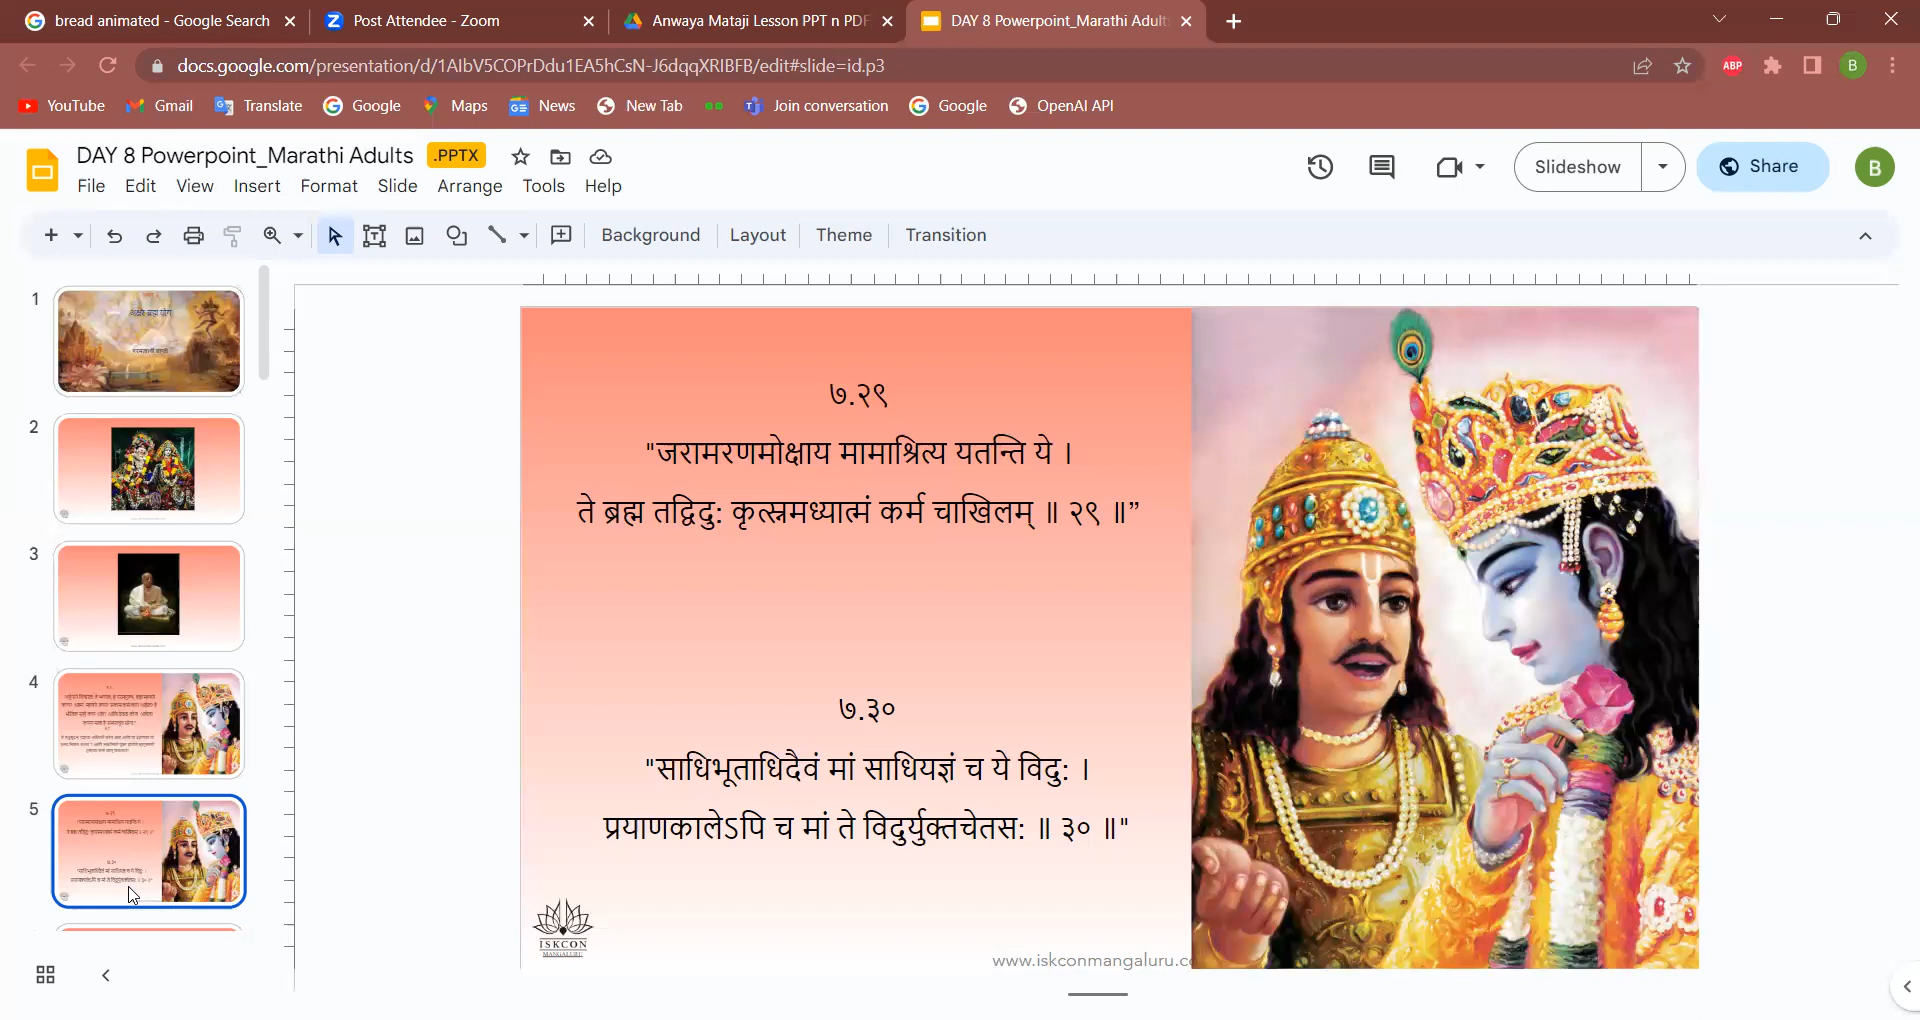 bread animated - Google Search
Post Attendee - Zoom
Anwaya Mataji Lesson PPT n PDF
DAY 8 Powerpoint_Marathi Adult
docs.google.com/presentation/d/1AIbV5COPrDdu1EA5hCsN-J6dqqXRIBFB/edit#slide=id.p3
ABP
B
YouTube
Gmail
Translate
Google
Maps
News
New Tab
Join conversation
Google
OpenAI API
DAY 8 Powerpoint_Marathi Adults
.PPTX
File Edit View Insert Format Slide Arrange Tools Help
Slideshow
Share
B
Background
Layout
Theme
Transition
1
2
3
4
5
७.२९
"जरामरणमोक्षाय मामाश्रित्य यतन्ति ये ।
ते ब्रह्म तद्विदु: कृत्स्नमध्यात्मं कर्म चाखिलम् ॥ २९ ॥”
७.३०
"साधिभूताधिदैवं मां साधियज्ञं च ये विदु: ।
प्रयाणकालेऽपि च मां ते विदुर्युक्तचेतस: ॥ ३० ॥"
ISKCON
MANGALURU
www.iskconmangaluru.co